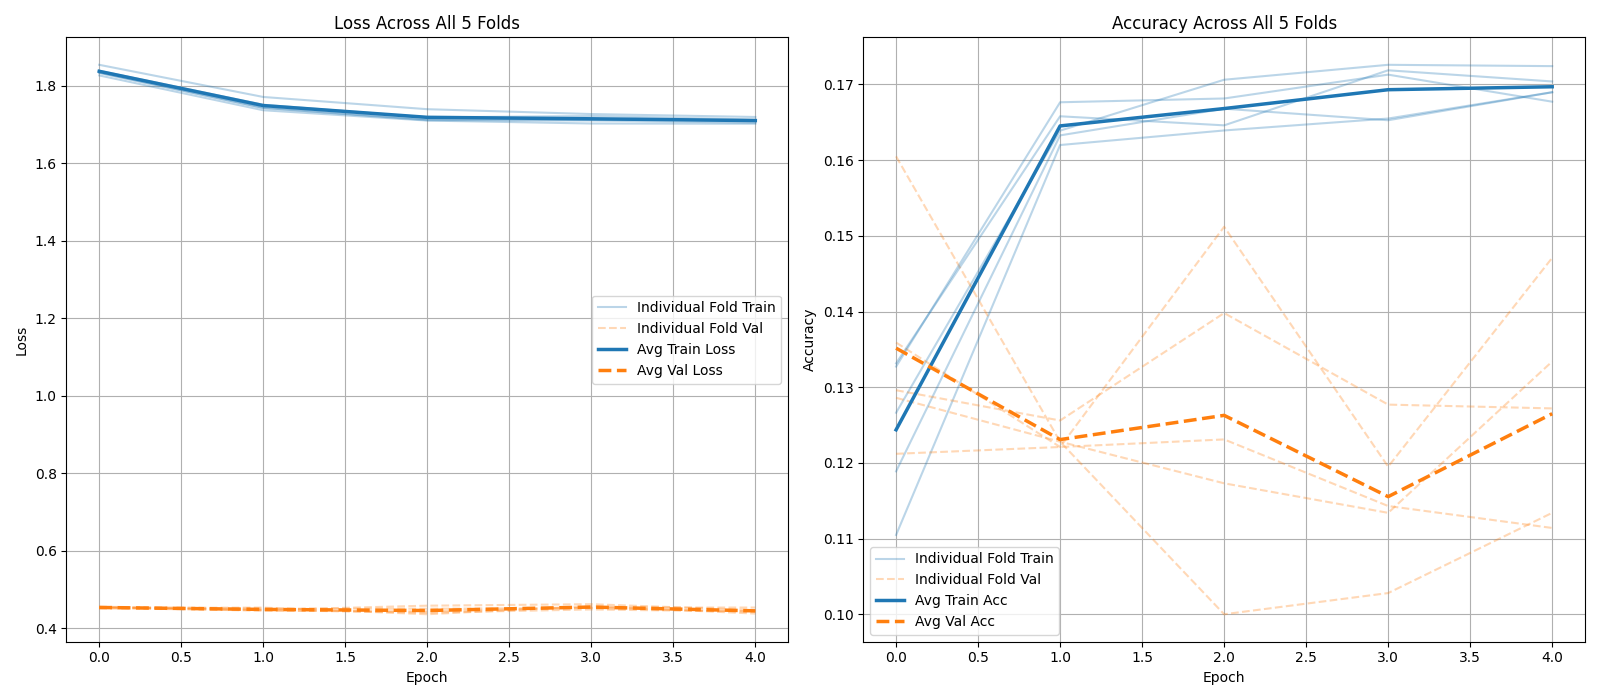 Loss Across All 5 Folds
Loss
1.8
1.6
1.4
1.2
1.0
0.8
0.6
0.4
Individual Fold Train
Individual Fold Val
Avg Train Loss
Avg Val Loss
0.0 0.5 1.0 1.5 2.0 2.5 3.0 3.5 4.0
Epoch
Accuracy Across All 5 Folds
Accuracy
0.17
0.16
0.15
0.14
0.13
0.12
0.11
0.10
Individual Fold Train
Individual Fold Val
Avg Train Acc
Avg Val Acc
0.0 0.5 1.0 1.5 2.0 2.5 3.0 3.5 4.0
Epoch